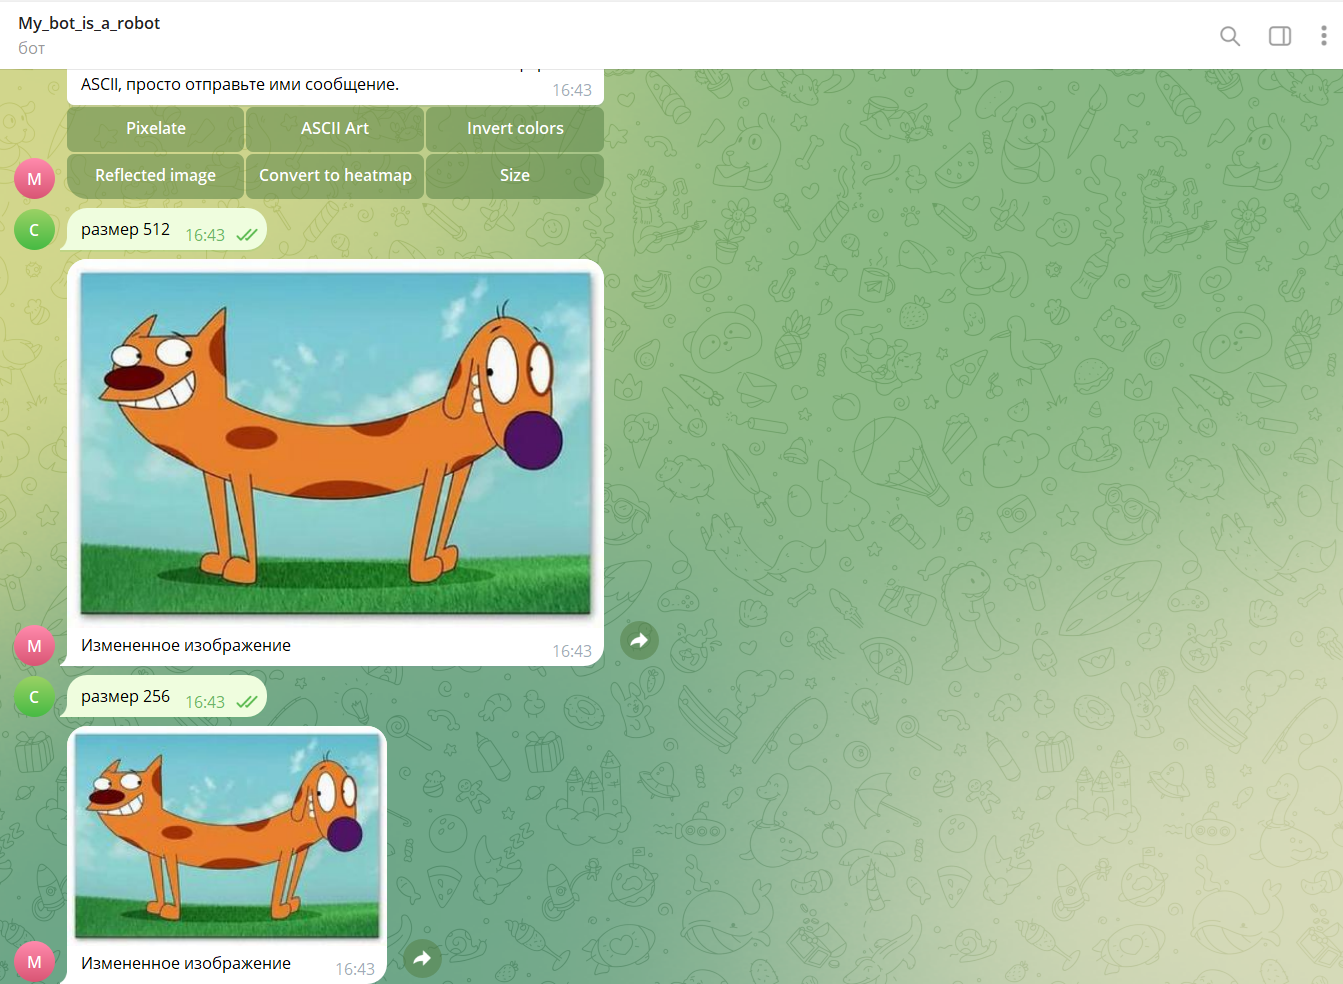 My_bot_is_a_robot
бот
ASCII, просто отправьте ими сообщение.
16:43
Pixelate
ASCII Art
Invert colors
Reflected image
Convert to heatmap
Size
M
C
размер 512
16:43
Измененное изображение
16:43
M
C
размер 256
16:43
Измененное изображение
16:43
M